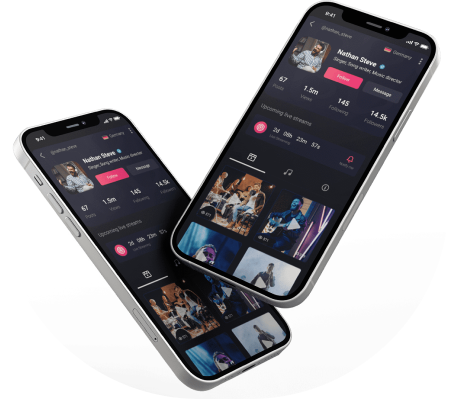 9:41
@nathan_steve
Germany
Nathan Steve
Singer, Song writer, Music director
Follow
Message
67
1.5m
145
14.5k
Posts
Views
Following
Followers
Upcoming live streams
2d 08h 23m 57s
9:41
@nathan_steve
Germany
Nathan Steve
Singer, Song writer, Music director
Follow
Message
67
1.5m
145
14.5k
Posts
Views
Following
Followers
Upcoming live streams
2d 08h 23m 57s